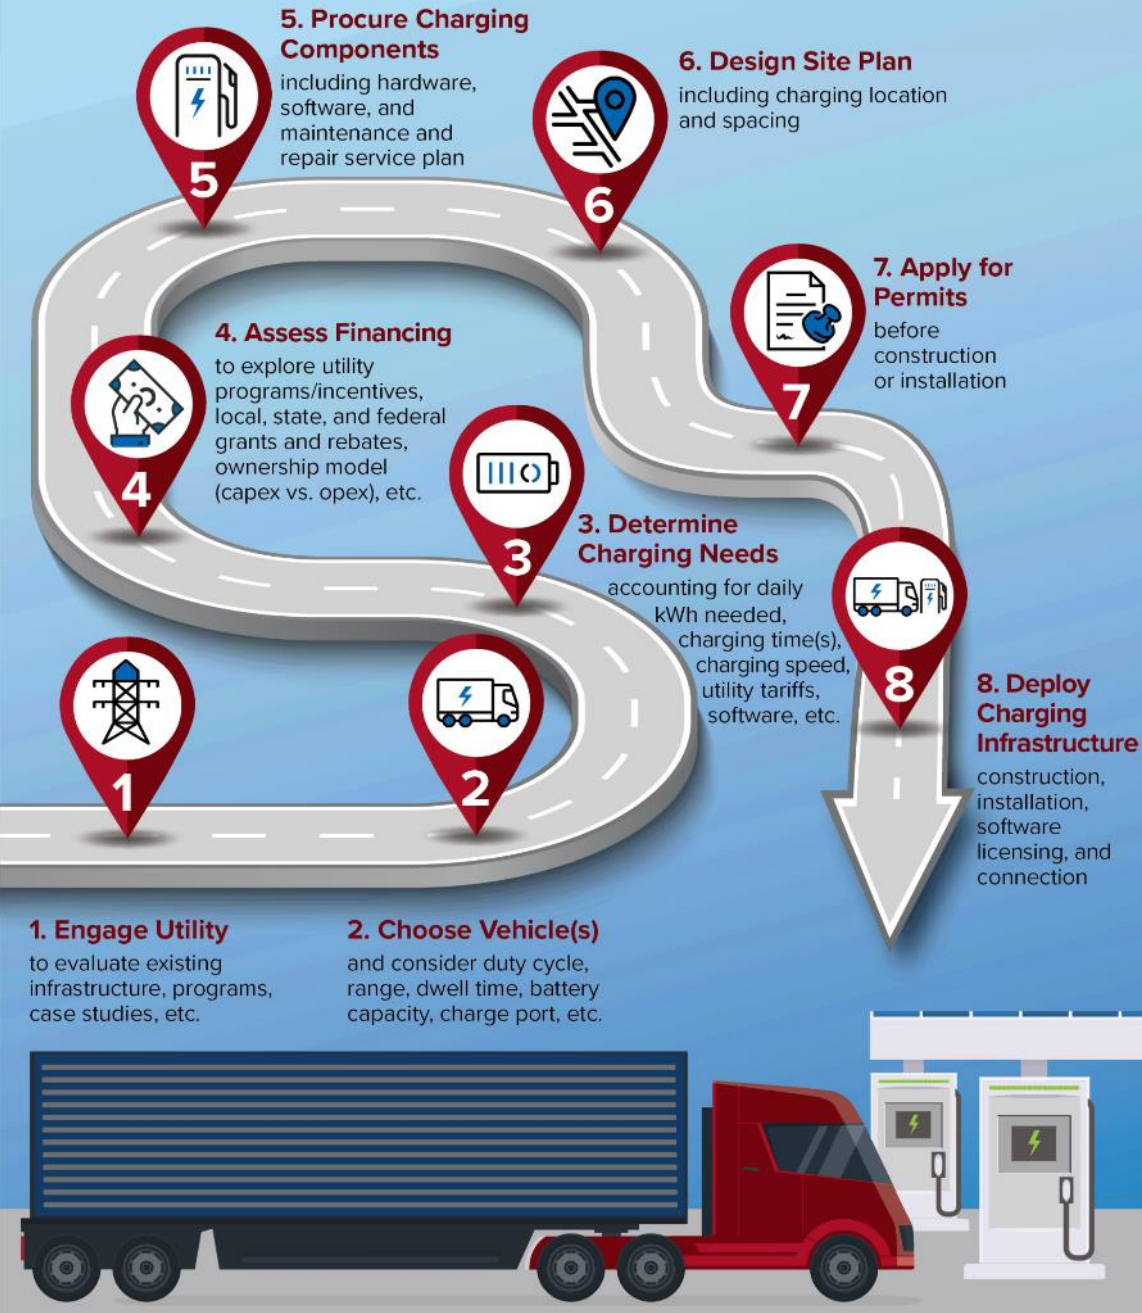 1
1. Engage Utility
to evaluate existing
infrastructure, programs,
case studies, etc.
2
2. Choose Vehicle(s)
and consider duty cycle,
range, dwell time, battery
capacity, charge port, etc.
3
3. Determine
Charging Needs
accounting for daily
kWh needed,
charging time(s),
charging speed,
utility tariffs,
software, etc.
4
4. Assess Financing
to explore utility
programs/incentives,
local, state, and federal
grants and rebates,
ownership model
(capex vs. opex), etc.
5
5. Procure Charging
Components
including hardware,
software, and
maintenance and
repair service plan
6
6. Design Site Plan
including charging location
and spacing
7
7. Apply for
Permits
before
construction
or installation
8
8. Deploy
Charging
Infrastructure
construction,
installation,
software
licensing, and
connection